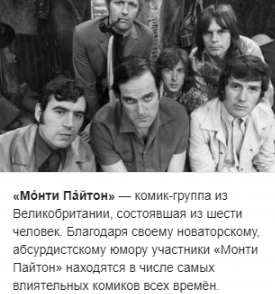 «Мо́нти Па́йтон» — комик-группа из
Великобритании, состоявшая из шести
человек. Благодаря своему новаторскому,
абсурдистскому юмору участники «Монти
Пайтон» находятся в числе самых
влиятельных комиков всех времён.